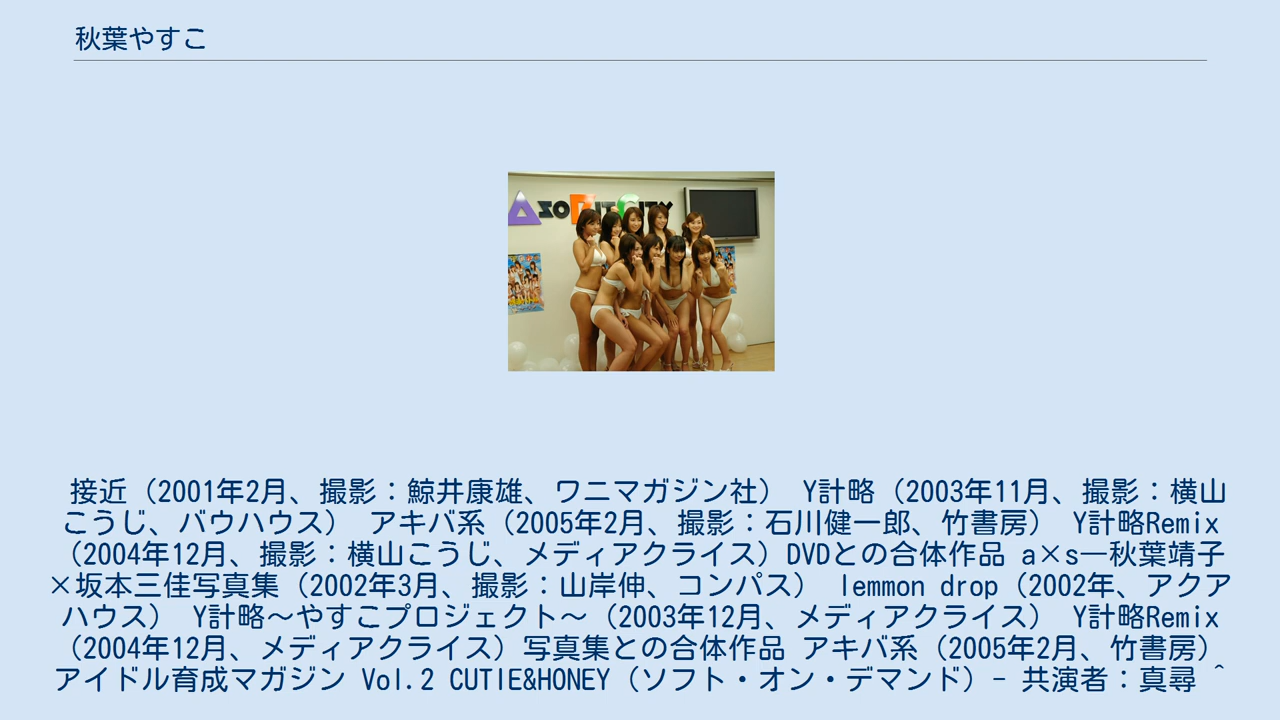 秋葉やすこ
ASOBITCITY
接近（2001年2月、撮影：鯨井康雄、ワニマガジン社） Y計略（2003年11月、撮影：横山
こうじ、バウハウス） アキバ系（2005年2月、撮影：石川健一郎、竹書房） Y計略Remix
（2004年12月、撮影：横山こうじ、メディアクライス）DVDとの合体作品 a×s―秋葉靖子
×坂本三佳写真集（2002年3月、撮影：山岸伸、コンパス） lemmon drop（2002年、アクア
ハウス） Y計略〜やすこプロジェクト〜（2003年12月、メディアクライス） Y計略Remix
（2004年12月、メディアクライス）写真集との合体作品 アキバ系（2005年2月、竹書房）
アイドル育成マガジン Vol.2 CUTIE&HONEY（ソフト・オン・デマンド）- 共演者：真尋 ^